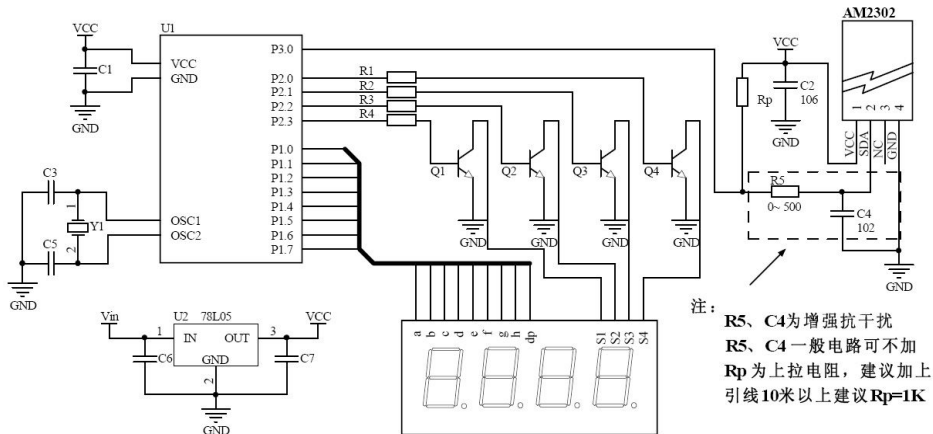 AM2302
VCC
U1
VCC
P3.0
VCC
C1
GND
GND
P2.0
P2.1
P2.2
P2.3
R1
R2
R3
R4
Rp
C2
106
GND
1
2
3
4
VCC
SDA
NC
GND
P1.0
P1.1
P1.2
P1.3
P1.4
P1.5
P1.6
P1.7
Q1
Q2
Q3
Q4
GND
GND
GND
GND
R5
0~ 500
C4
102
GND
C3
1
Y1
2
C5
GND
OSC1
OSC2
Vin
U2
78L05
VCC
1
IN
OUT
3
GND
2
C6
C7
GND
a
b
c
d
e
f
g
h
dp
S1
S2
S3
S4
注：
R5、C4为增强抗干扰
R5、C4一般电路可不加
Rp为上拉电阻，建议加上
引线10米以上建议Rp=1K